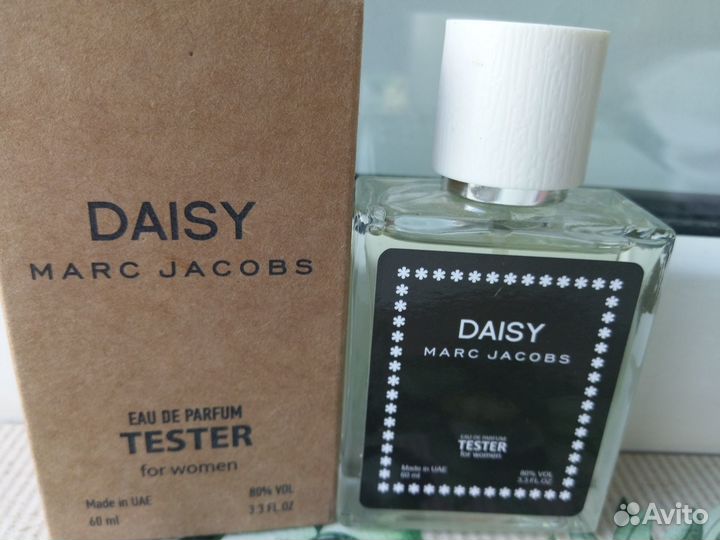 DAISY
MARC JACOBS
EAU DE PARFUM
TESTER
for women
Made in UAE 80% VOL
60 ml 3.3 FL OZ
DAISY
MARC JACOBS
EAU DE PARFUM
TESTER
for women
Made in UAE 80% VOL
60 ml 3.3 FL OZ
Avito